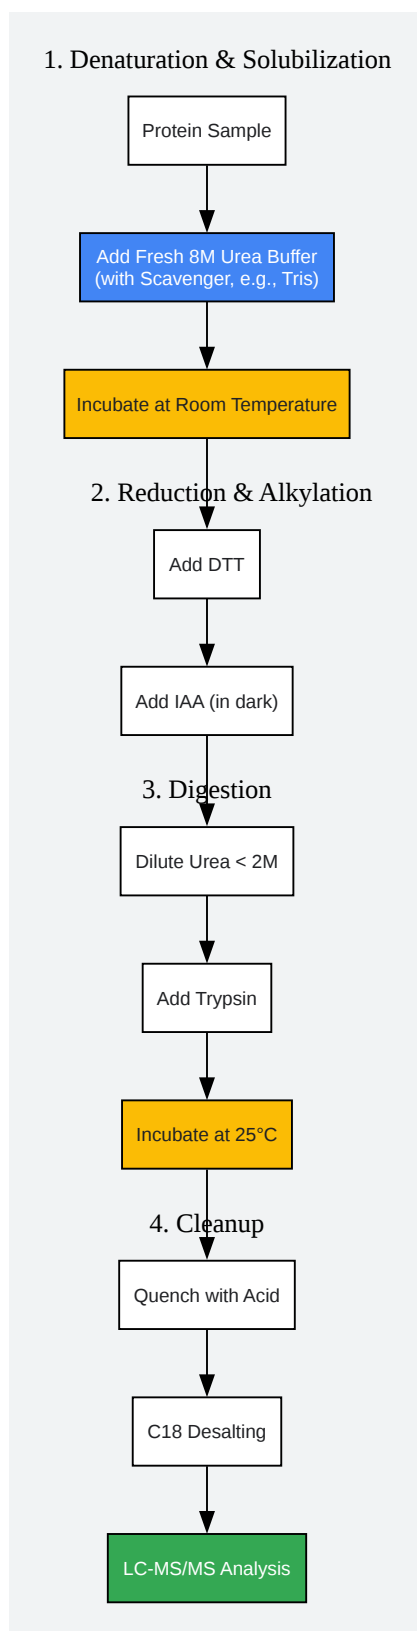 1. Denaturation & Solubilization
Protein Sample
Add Fresh 8M Urea Buffer
(with Scavenger, e.g., Tris)
Incubate at Room Temperature
2. Reduction & Alkylation
Add DTT
Add IAA (in dark)
3. Digestion
Dilute Urea < 2M
Add Trypsin
Incubate at 25°C
4. Cleanup
Quench with Acid
C18 Desalting
LC-MS/MS Analysis